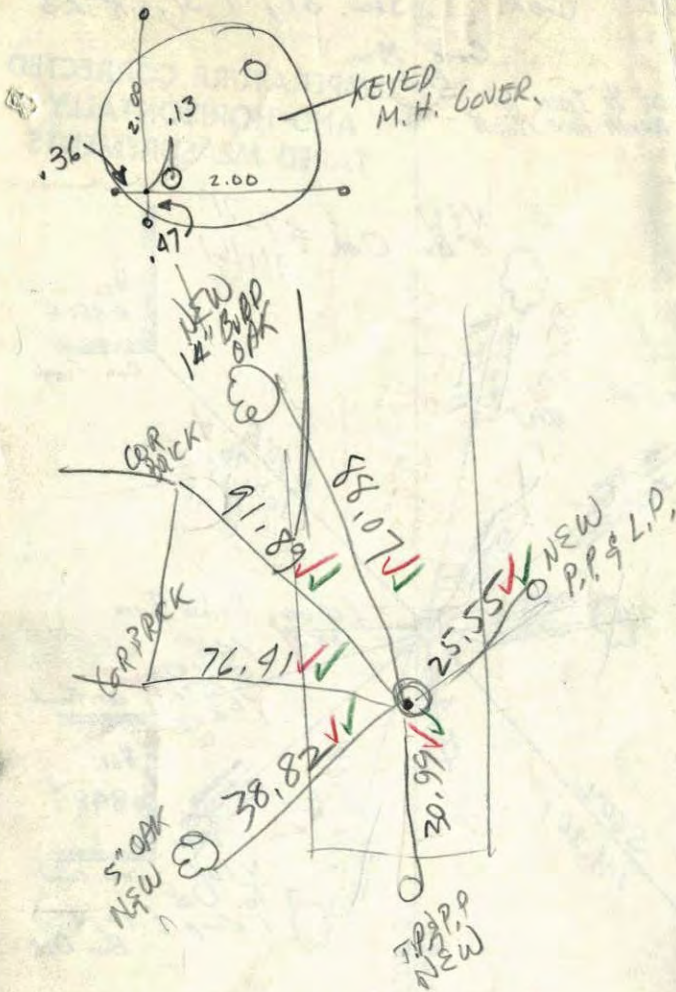 2.00
.13
.36
2.00
.47
KEYED
M.H. COVER.
NEW
14" BURR
OAK
COR
BRICK
91.89
88.07
25.55
NEW
P.P. & L.P.
COR BRICK
76.41
38.82
30.99
5" OAK
NEW
T.P. & P.P
NEW